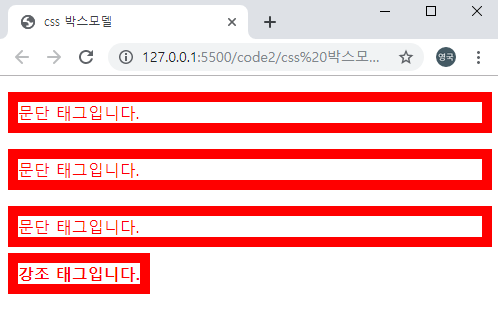 css 박스모델
127.0.0.1:5500/code2/css%20박스모...
영국
문단 태그입니다.
문단 태그입니다.
문단 태그입니다.
강조 태그입니다.